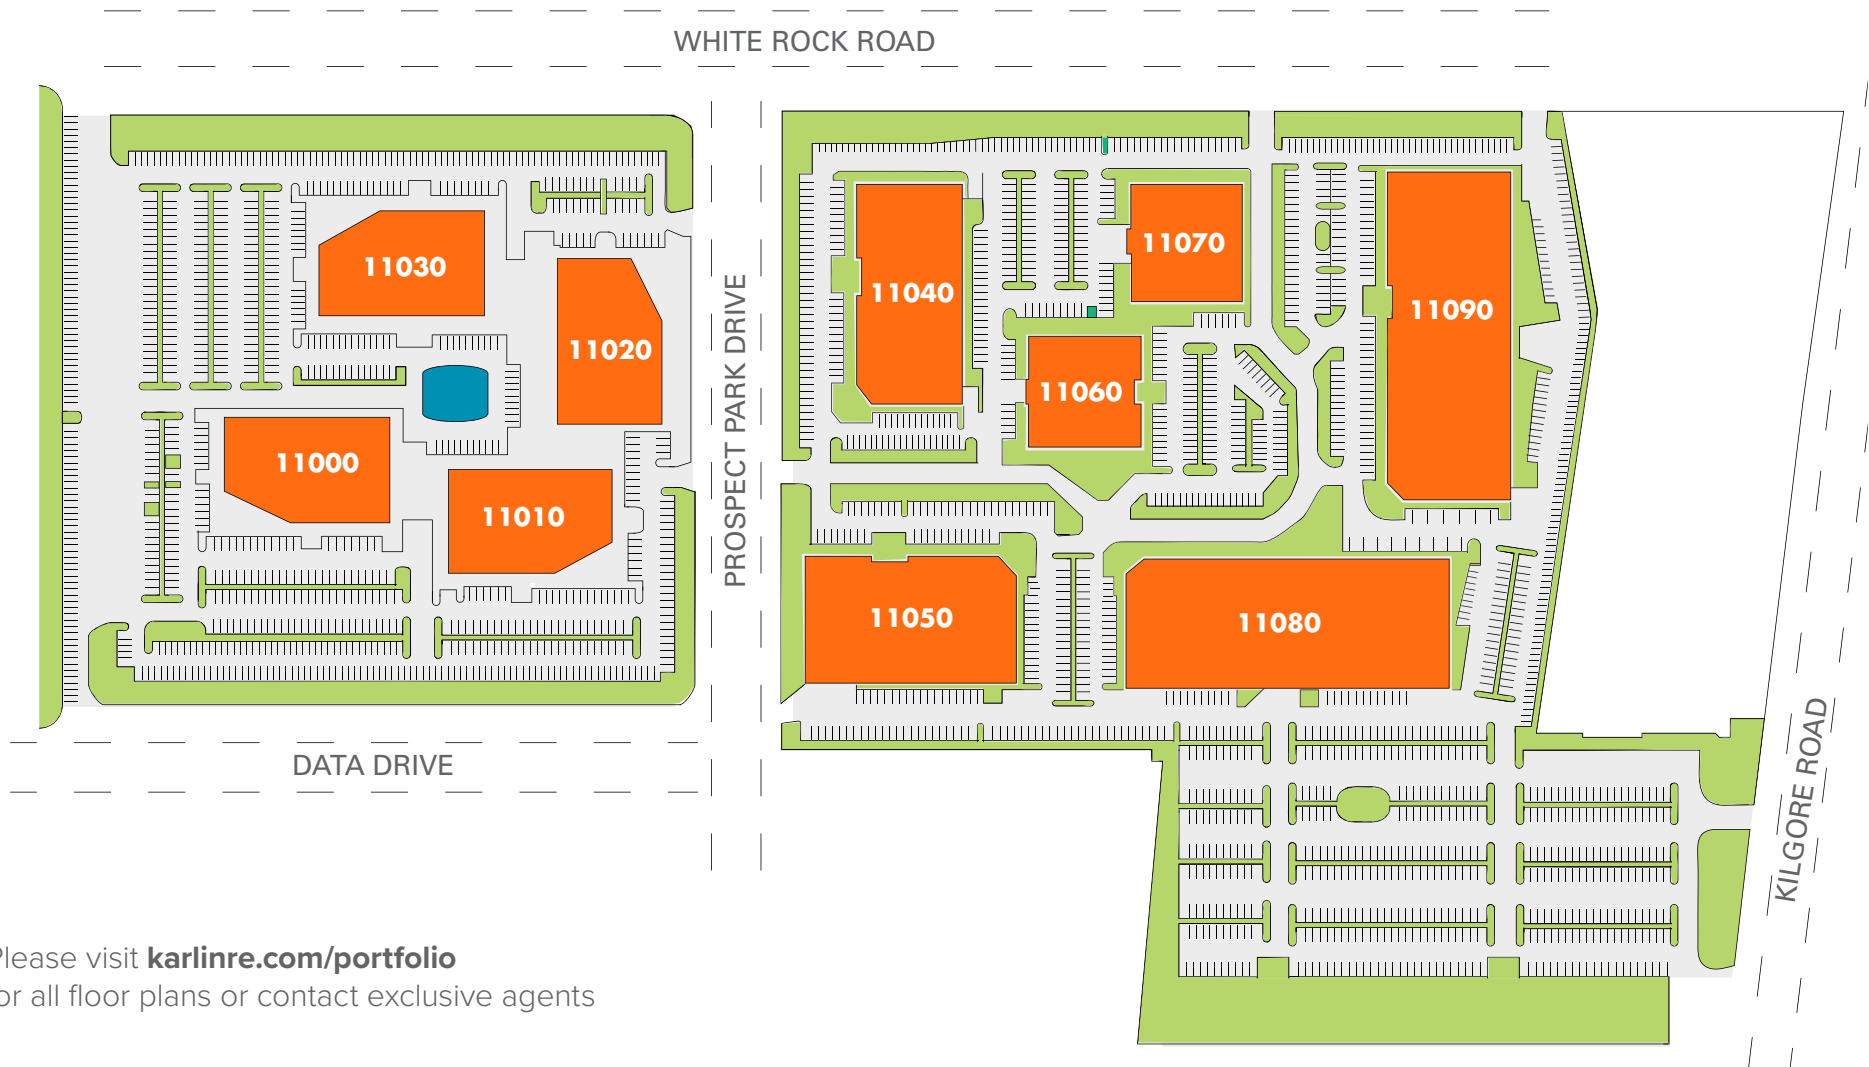 WHITE ROCK ROAD
11030
11020
11000
11010
PROSPECT PARK DRIVE
11040
11070
11090
11060
11050
11080
DATA DRIVE
KILGORE ROAD
Please visit karlinre.com/portfolio
or all floor plans or contact exclusive agents